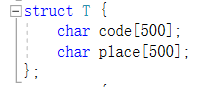 struct T {
    char code[500];
    char place[500];
};